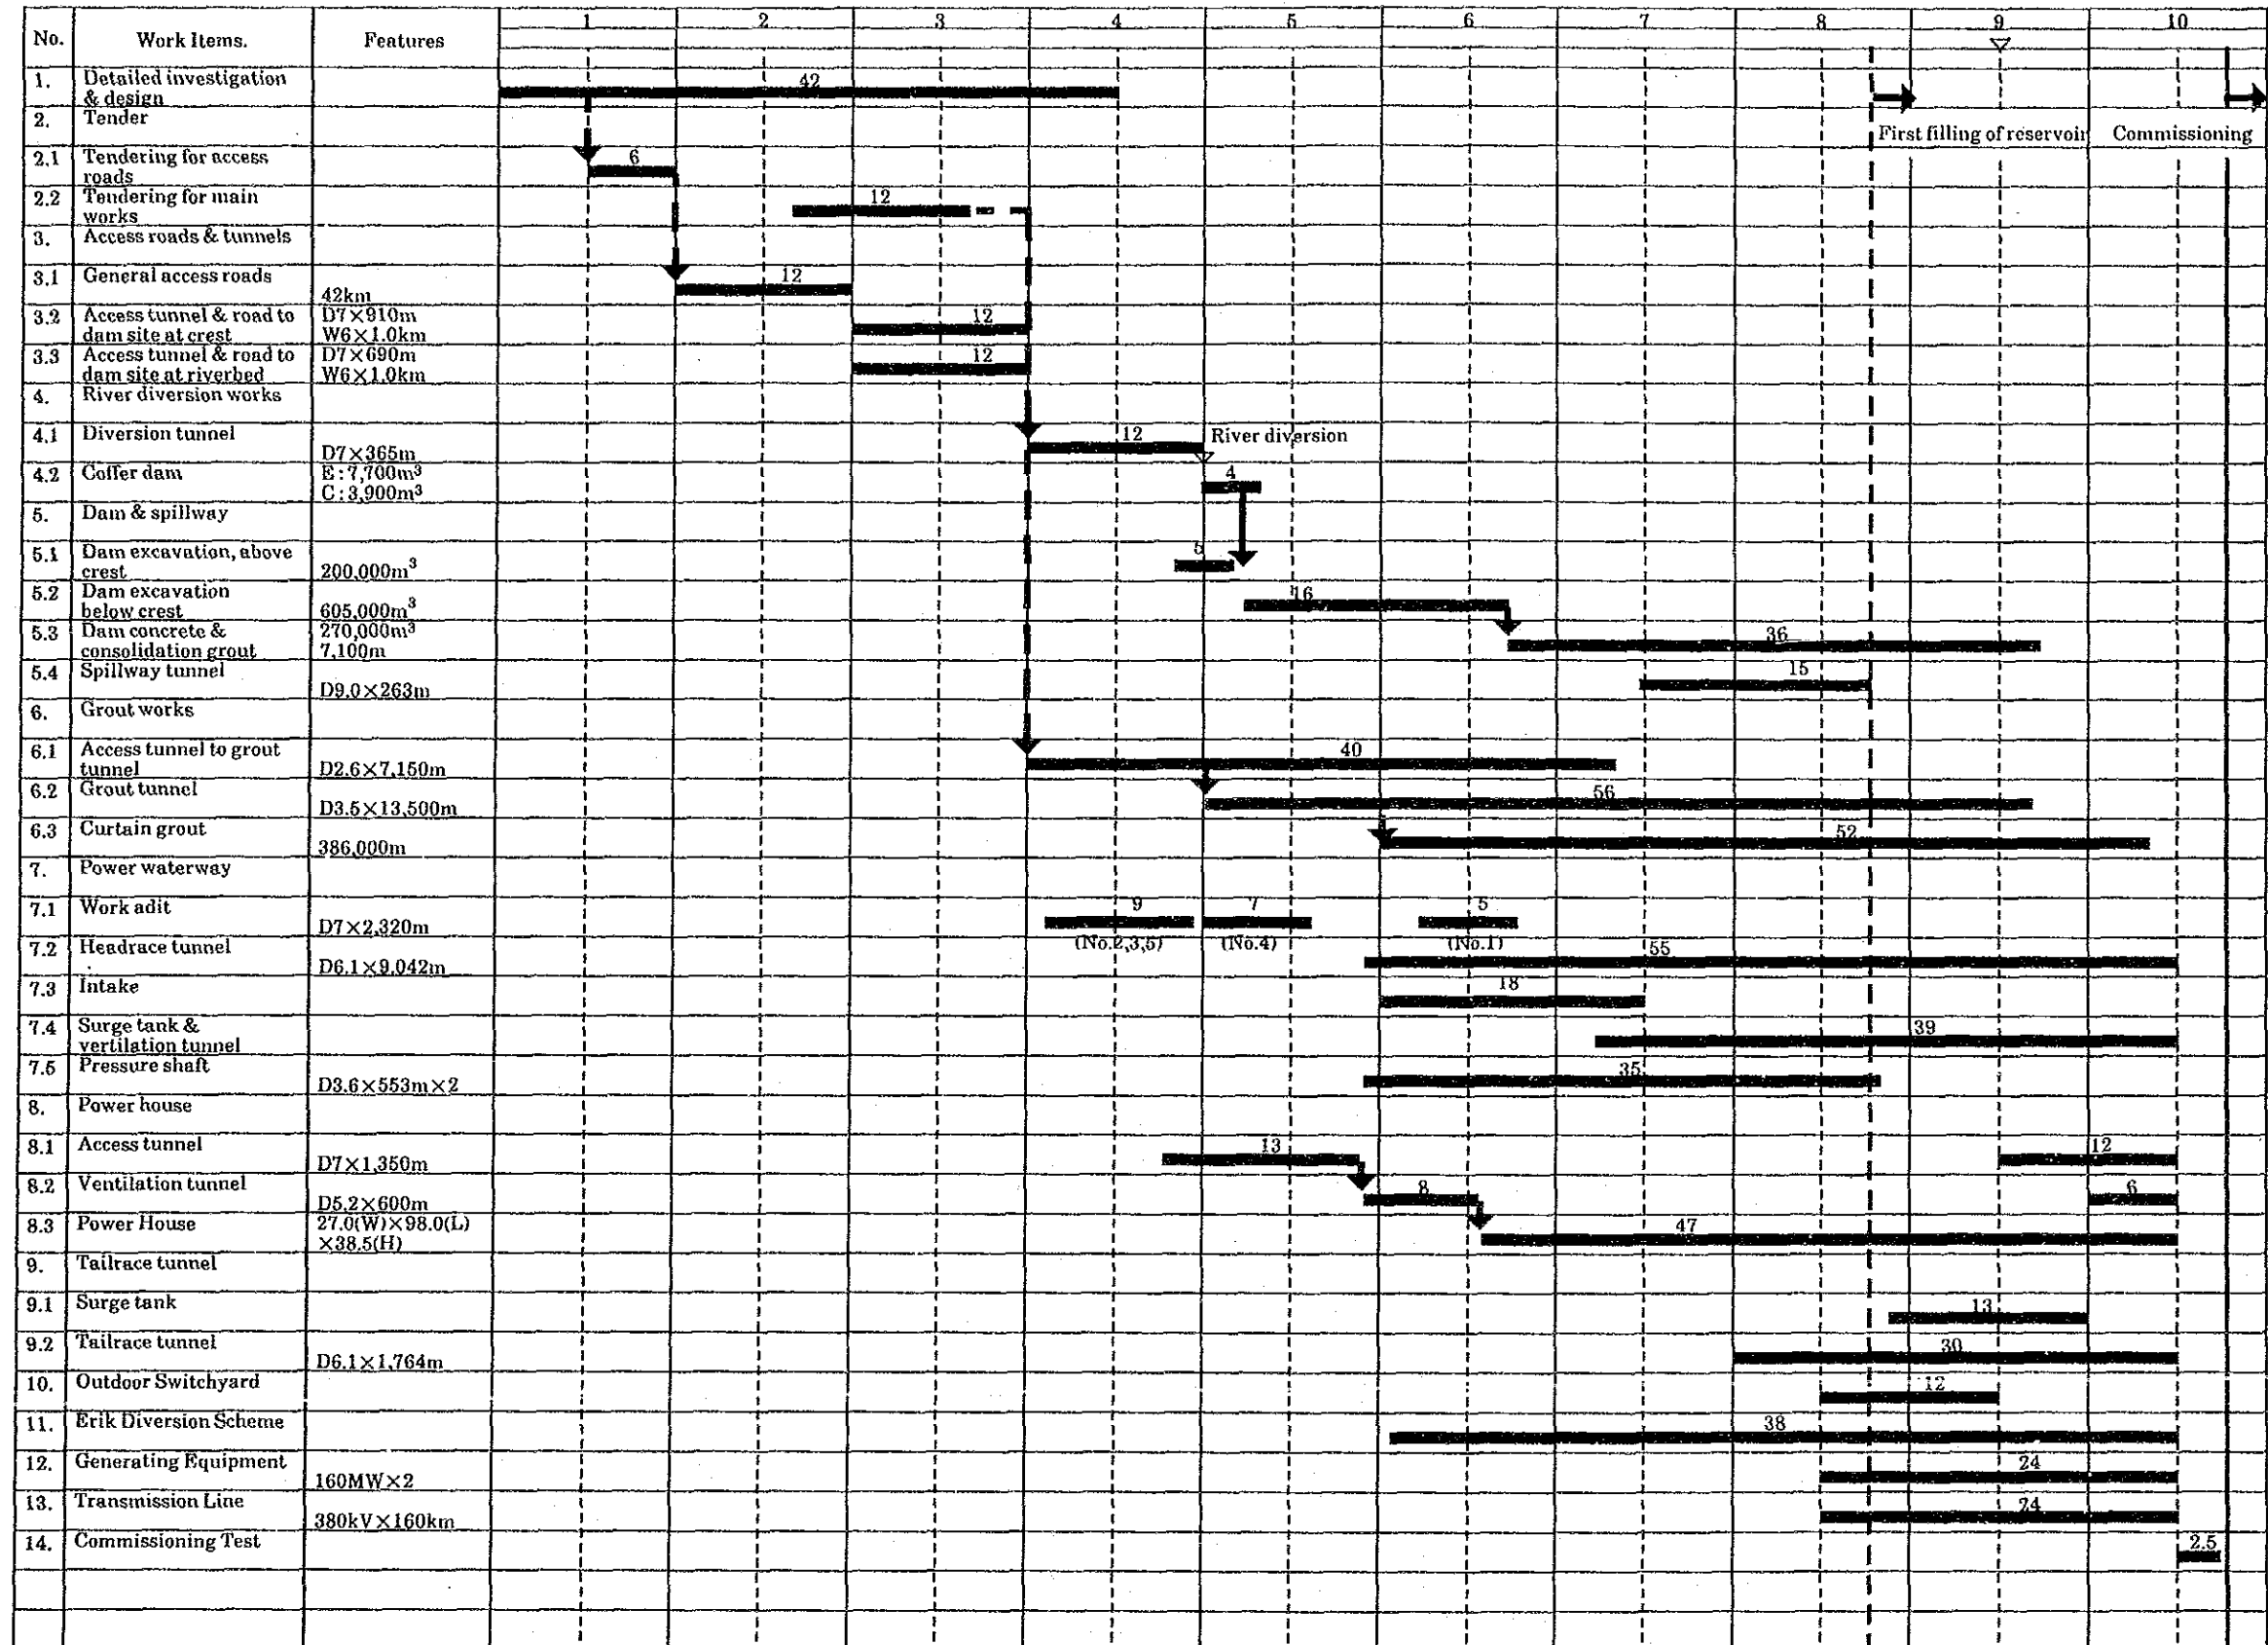 No. Work Items. Features 1 2 3 4 5 6 7 8 9 10
1. Detailed investigation
& design
42
First filling of reservoir Commissioning
2. Tender
2.1 Tendering for access
roads
6
2.2 Tendering for main
works
12
3. Access roads & tunnels
3.1 General access roads
42km
12
3.2 Access tunnel & road to
dam site at crest
D7×910m
W6×1.0km
12
3.3 Access tunnel & road to
dam site at riverbed
D7×690m
W6×1.0km
12
4. River diversion works
4.1 Diversion tunnel
D7×365m
12 River diversion
4.2 Coffer dam
E:7,700m³
C:3,900m³
4
5. Dam & spillway
5.1 Dam excavation, above
crest
200,000m³
5
5.2 Dam excavation
below crest
605,000m³
16
5.3 Dam concrete &
consolidation grout
270,000m³
7,100m
36
5.4 Spillway tunnel
D9.0×263m
15
6. Grout works
6.1 Access tunnel to grout
tunnel
D2.6×7,150m
40
6.2 Grout tunnel
D3.5×13,500m
56
6.3 Curtain grout
386,000m
52
7. Power waterway
7.1 Work adit
D7×2,320m
9 7 5
(No.2,3,5) (No.4) (No.1)
7.2 Headrace tunnel
D6.1×9,042m
55
7.3 Intake
18
7.4 Surge tank &
vertilation tunnel
39
7.5 Pressure shaft
D3.6×553m×2
35
8. Power house
8.1 Access tunnel
D7×1,350m
13 12
8.2 Ventilation tunnel
D5.2×600m
8 6
8.3 Power House
27.0(W)×98.0(L)
×38.5(H)
47
9. Tailrace tunnel
9.1 Surge tank
13
9.2 Tailrace tunnel
D6.1×1,764m
30
10. Outdoor Switchyard
12
11. Erik Diversion Scheme
38
12. Generating Equipment
160MW×2
24
13. Transmission Line
380kV×160km
24
14. Commissioning Test
2.5